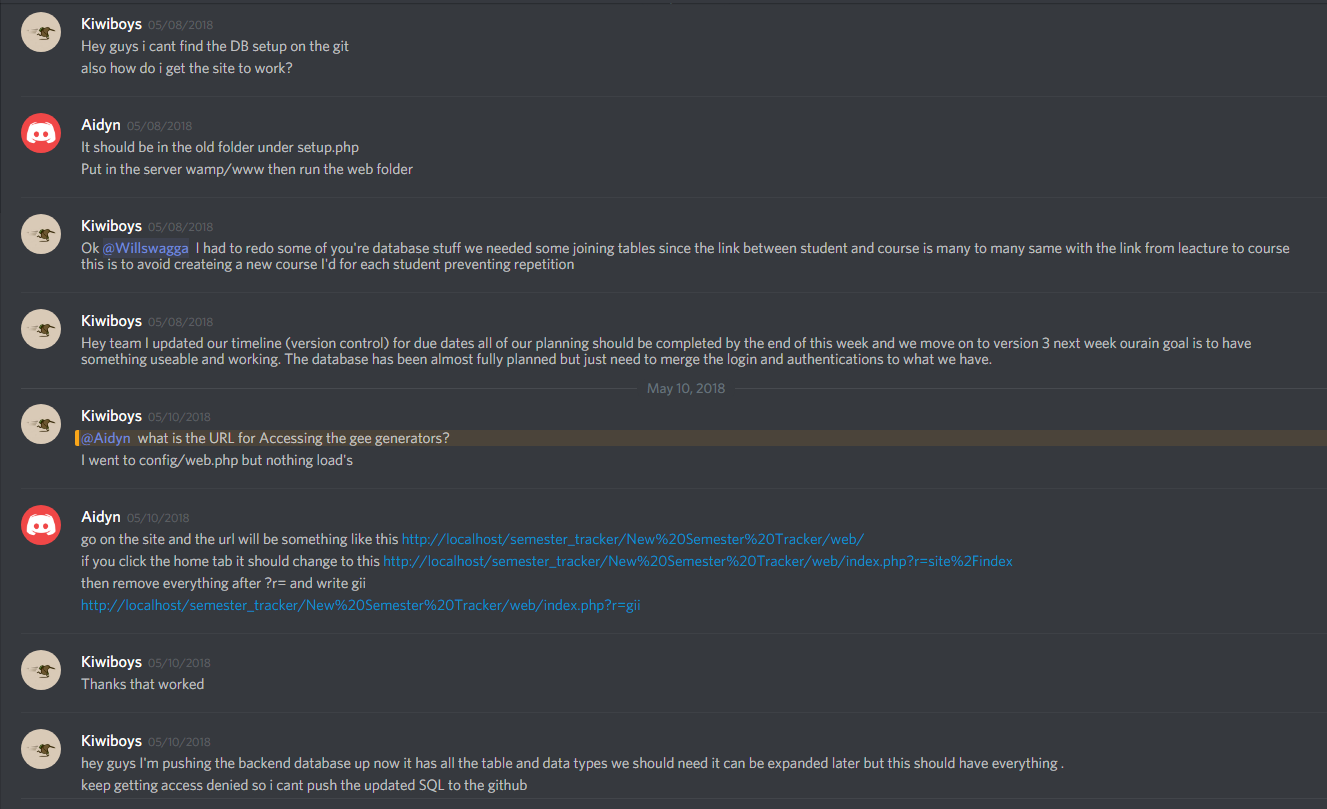 Kiwiboys 05/08/2018
Hey guys i cant find the DB setup on the git
also how do i get the site to work?
Aidyn 05/08/2018
It should be in the old folder under setup.php
Put in the server wamp/www then run the web folder
Kiwiboys 05/08/2018
Ok @Willswagga I had to redo some of you're database stuff we needed some joining tables since the link between student and course is many to many same with the link from leacture to course
this is to avoid createing a new course I'd for each student preventing repetition
Kiwiboys 05/08/2018
Hey team I updated our timeline (version control) for due dates all of our planning should be completed by the end of this week and we move on to version 3 next week ourain goal is to have
something useable and working. The database has been almost fully planned but just need to merge the login and authentications to what we have.
May 10, 2018
Kiwiboys 05/10/2018
@Aidyn what is the URL for Accessing the gee generators?
I went to config/web.php but nothing load's
Aidyn 05/10/2018
go on the site and the url will be something like this http://localhost/semester_tracker/New%20Semester%20Tracker/web/
if you click the home tab it should change to this http://localhost/semester_tracker/New%20Semester%20Tracker/web/index.php?r=site%2Findex
then remove everything after ?r= and write gii
http://localhost/semester_tracker/New%20Semester%20Tracker/web/index.php?r=gii
Kiwiboys 05/10/2018
Thanks that worked
Kiwiboys 05/10/2018
hey guys I'm pushing the backend database up now it has all the table and data types we should need it can be expanded later but this should have everything .
keep getting access denied so i cant push the updated SQL to the github